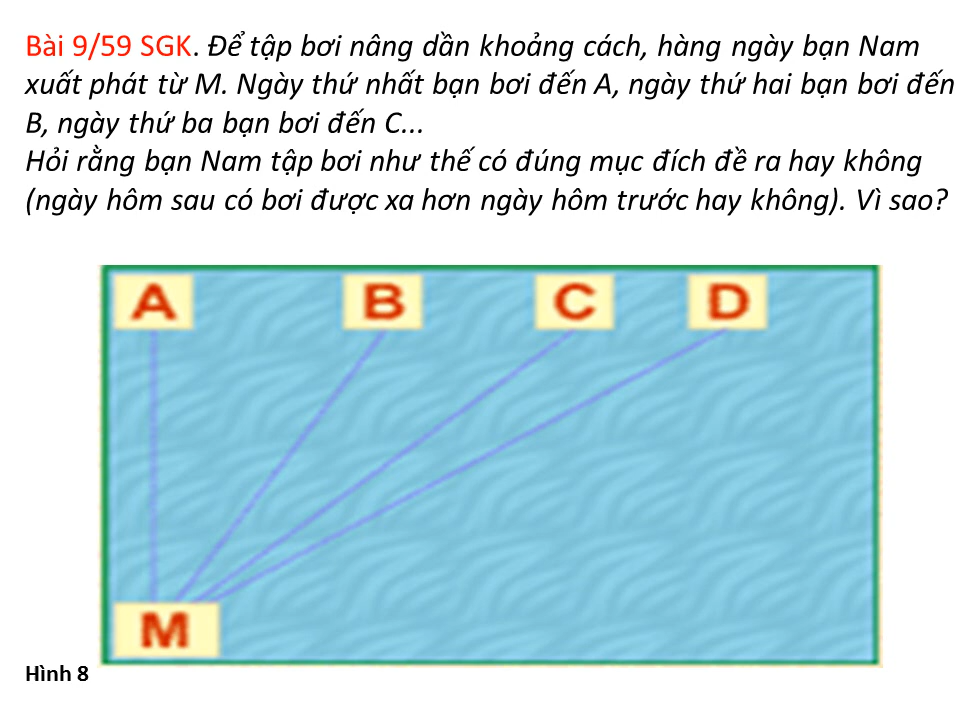 Bài 9/59 SGK. Để tập bơi nâng dần khoảng cách, hàng ngày bạn Nam
xuất phát từ M. Ngày thứ nhất bạn bơi đến A, ngày thứ hai bạn bơi đến
B, ngày thứ ba bạn bơi đến C...
Hỏi rằng bạn Nam tập bơi như thế có đúng mục đích đề ra hay không
(ngày hôm sau có bơi được xa hơn ngày hôm trước hay không). Vì sao?
A B C D
M
Hình 8